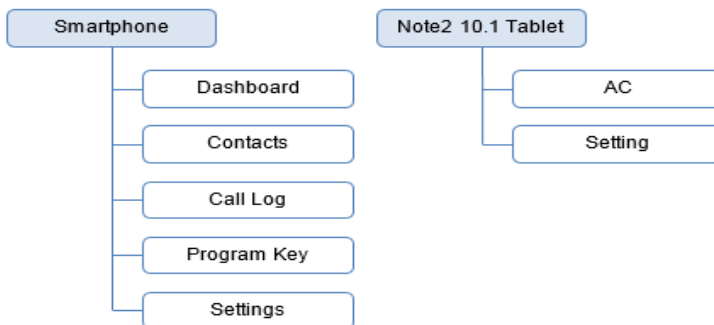 Smartphone
Dashboard
Contacts
Call Log
Program Key
Settings
Note2 10.1 Tablet
AC
Setting